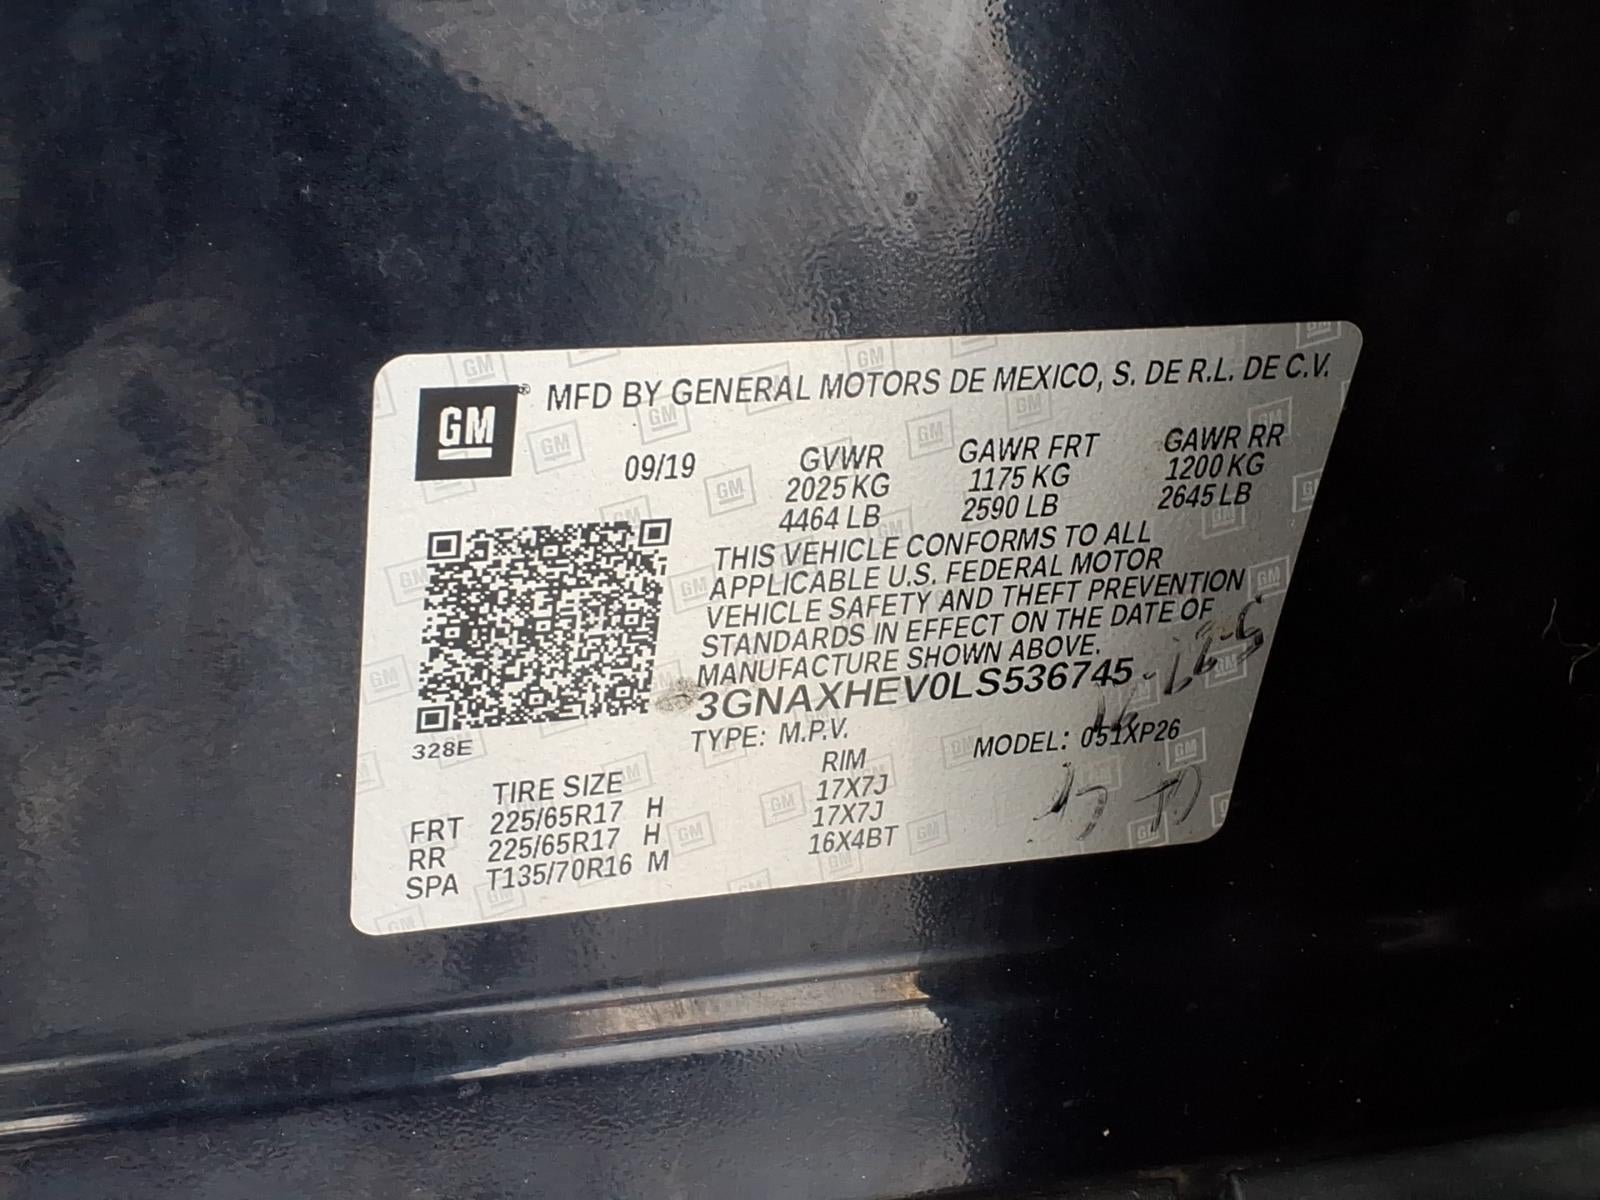 GM® MFD BY GENERAL MOTORS DE MEXICO, S. DE R.L. DE C.V.
09/19 GVWR GAWR FRT GAWR RR
2025 KG 1175 KG 1200 KG
4464 LB 2590 LB 2645 LB
THIS VEHICLE CONFORMS TO ALL
APPLICABLE U.S. FEDERAL MOTOR
VEHICLE SAFETY AND THEFT PREVENTION
STANDARDS IN EFFECT ON THE DATE OF
MANUFACTURE SHOWN ABOVE.
3GNAXHEV0LS536745
328E
TYPE: M.P.V. MODEL: 051XP26
TIRE SIZE RIM
FRT 225/65R17 H 17X7J
RR 225/65R17 H 17X7J
SPA T135/70R16 M 16X4BT